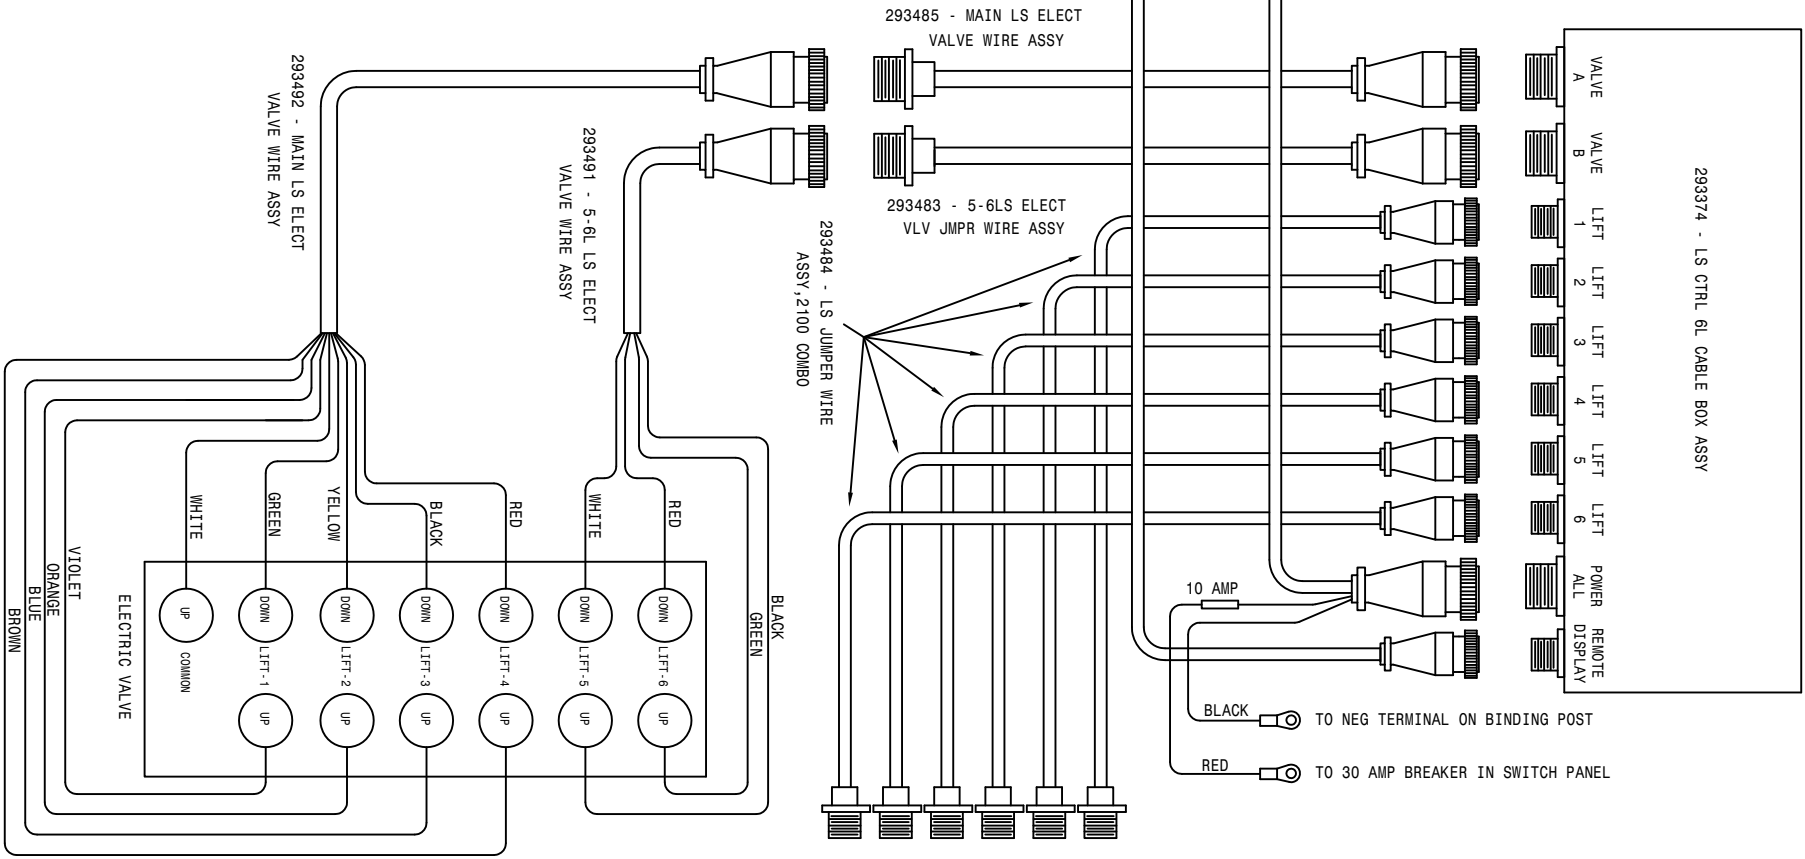 293485 - MAIN LS ELECT
VALVE WIRE ASSY
293492 - MAIN LS ELECT
VALVE WIRE ASSY
293491 - 5-6L LS ELECT
VALVE WIRE ASSY
293483 - 5-6LS ELECT
VLV JMPR WIRE ASSY
293484 - LS JUMPER WIRE
ASSY,2100 COMBO
293374 - LS CTRL 6L CABLE BOX ASSY
VALVE
A
VALVE
B
LIFT
1
LIFT
2
LIFT
3
LIFT
4
LIFT
5
LIFT
6
POWER
ALL
REMOTE
DISPLAY
10 AMP
BLACK
TO NEG TERMINAL ON BINDING POST
RED
TO 30 AMP BREAKER IN SWITCH PANEL
WHITE
GREEN
YELLOW
BLACK
RED
WHITE
RED
BLACK
GREEN
VIOLET
ORANGE
BLUE
BROWN
ELECTRIC VALVE
UP
DOWN
DOWN
DOWN
DOWN
DOWN
DOWN
COMMON
LIFT-1
LIFT-2
LIFT-3
LIFT-4
LIFT-5
LIFT-6
UP
UP
UP
UP
UP
UP